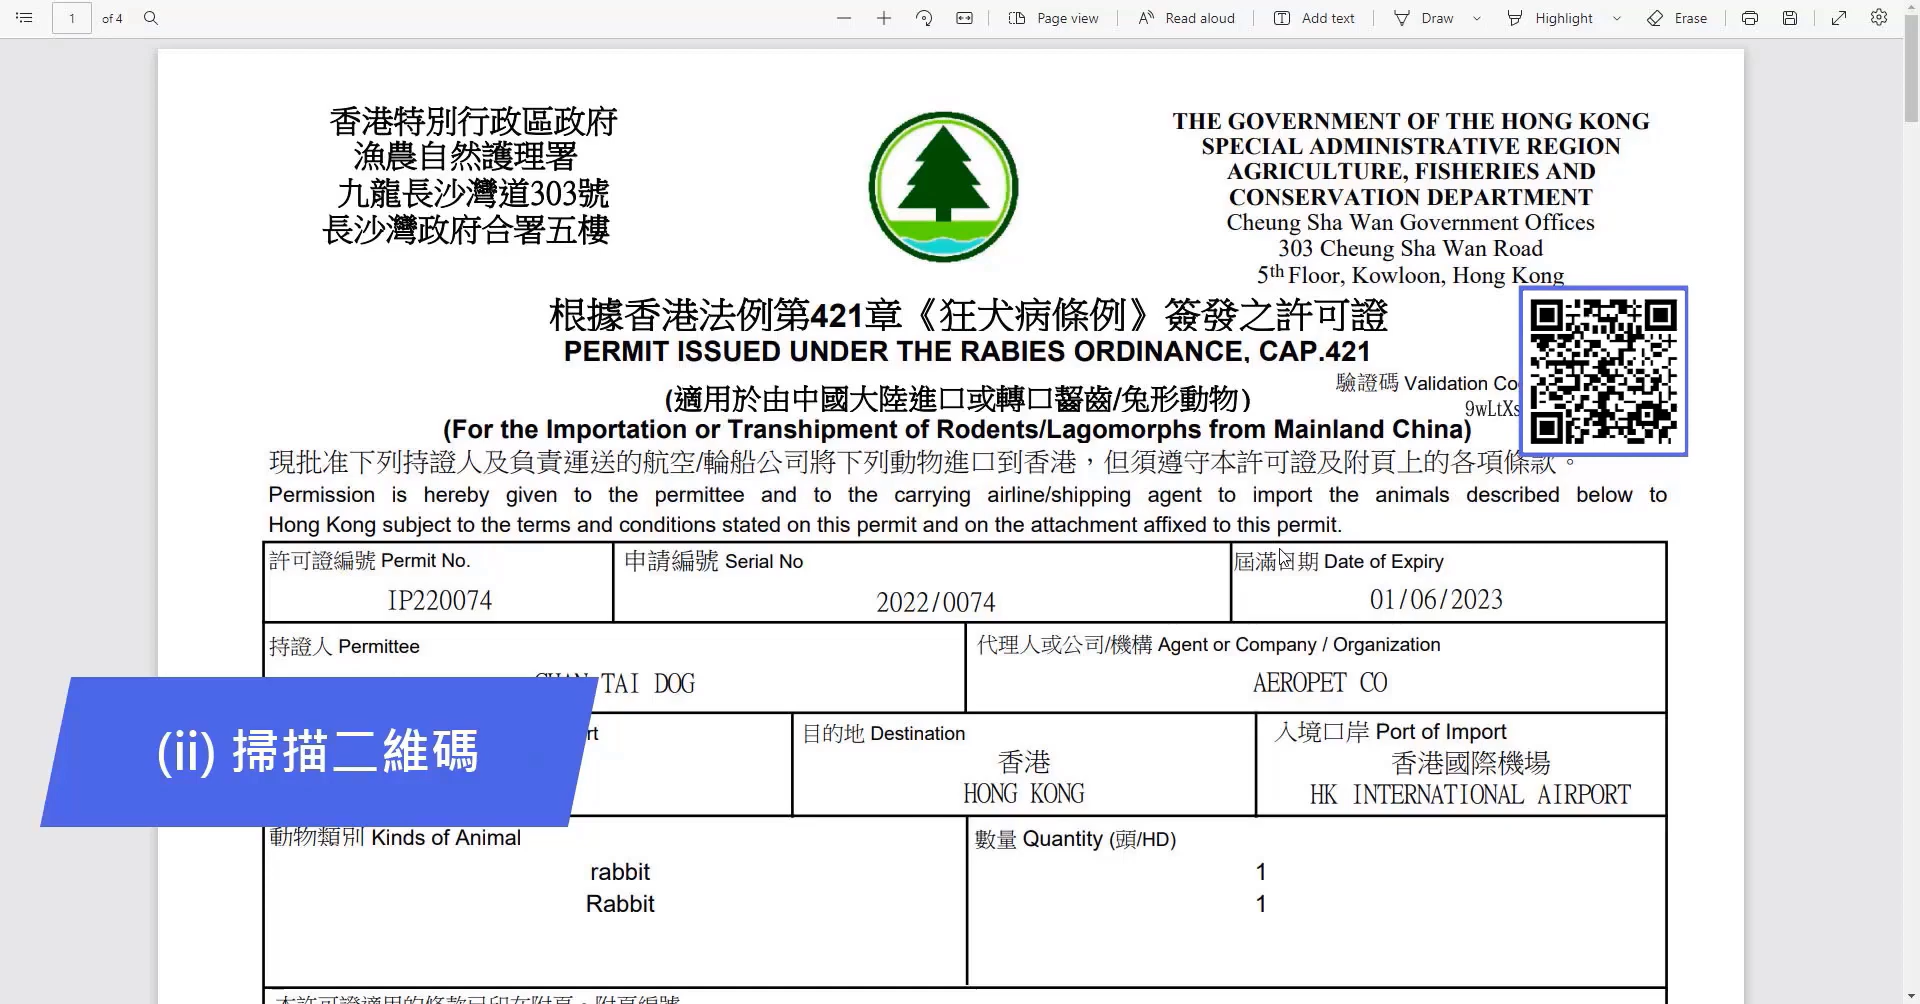 1 of 4 Page view Read aloud Add text Draw Highlight Erase
香港特別行政區政府
漁農自然護理署
九龍長沙灣道303號
長沙灣政府合署五樓
THE GOVERNMENT OF THE HONG KONG
SPECIAL ADMINISTRATIVE REGION
AGRICULTURE, FISHERIES AND
CONSERVATION DEPARTMENT
Cheung Sha Wan Government Offices
303 Cheung Sha Wan Road
5th Floor, Kowloon, Hong Kong
根據香港法例第421章《狂犬病條例》簽發之許可證
PERMIT ISSUED UNDER THE RABIES ORDINANCE, CAP.421
驗證碼 Validation Co
9wLtXs
(適用於由中國大陸進口或轉口齧齒/兔形動物)
(For the Importation or Transhipment of Rodents/Lagomorphs from Mainland China)
現批准下列持證人及負責運送的航空/輪船公司將下列動物進口到香港，但須遵守本許可證及附頁上的各項條款。
Permission is hereby given to the permittee and to the carrying airline/shipping agent to import the animals described below to
Hong Kong subject to the terms and conditions stated on this permit and on the attachment affixed to this permit.
許可證編號 Permit No.
IP220074
申請編號 Serial No
2022/0074
屆滿日期 Date of Expiry
01/06/2023
持證人 Permittee
TAI DOG
代理人或公司/機構 Agent or Company / Organization
AEROPET CO
(ii) 掃描二維碼
rt
目的地 Destination
香港
HONG KONG
入境口岸 Port of Import
香港國際機場
HK INTERNATIONAL AIRPORT
動物類別 Kinds of Animal
rabbit
Rabbit
數量 Quantity (頭/HD)
1
1